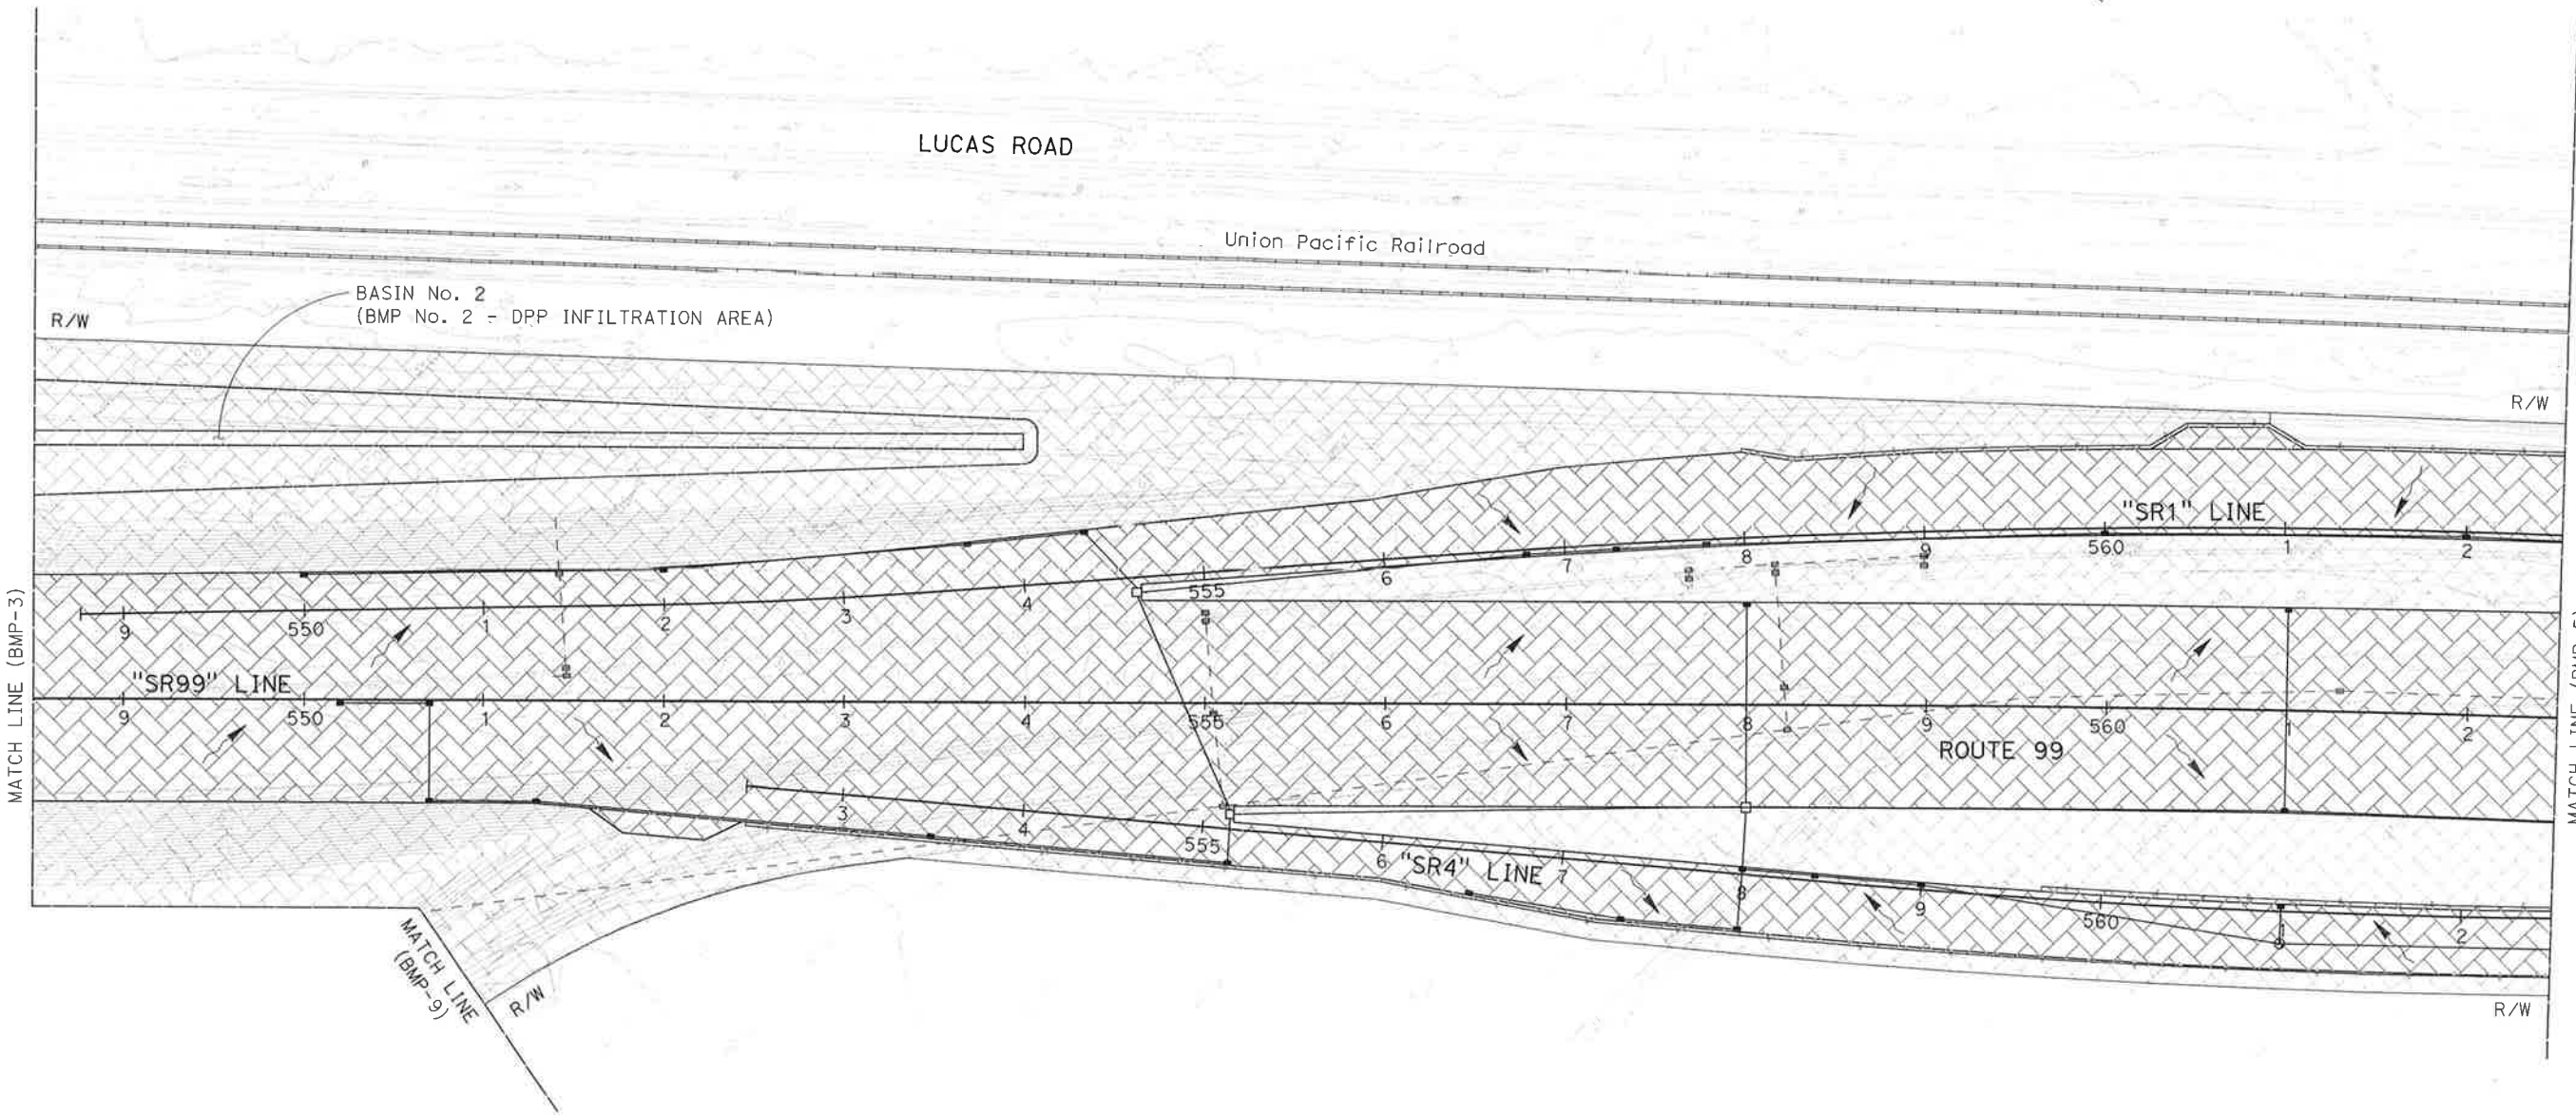 LUCAS ROAD
Union Pacific Railroad
BASIN No. 2
(BMP No. 2 - DPP INFILTRATION AREA)
R/W
R/W
"SR1" LINE
9 550 1 2 3 4 555 6 7 8 9 560 1 2
MATCH LINE (BMP-3)
"SR99" LINE
9 550 1 2 3 4 555 6 7 8 9 560 1 2
ROUTE 99
3 4 555 6 "SR4" LINE 7 8 9 560 1 2
MATCH LINE
(BMP-9)
R/W
R/W
MATCH LINE